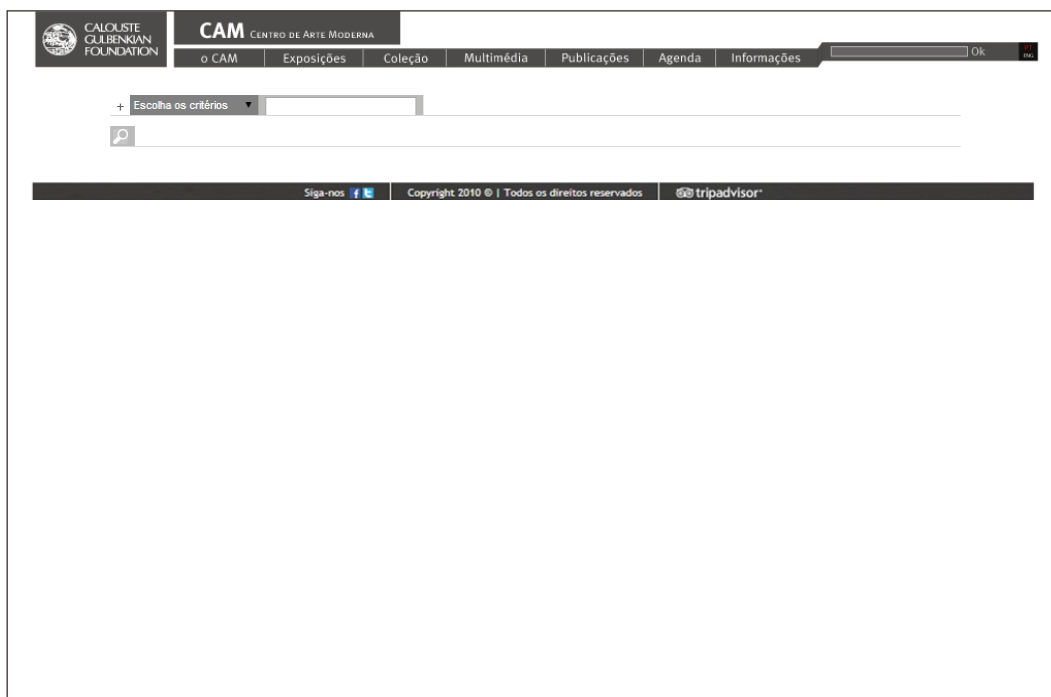 CALOUSTE
GULBENKIAN
FOUNDATION
CAM CENTRO DE ARTE MODERNA
o CAM Exposições Coleção Multimédia Publicações Agenda Informações Ok PT
ENG
+ Escolha os critérios
Siga-nos Copyright 2010 © | Todos os direitos reservados tripadvisor